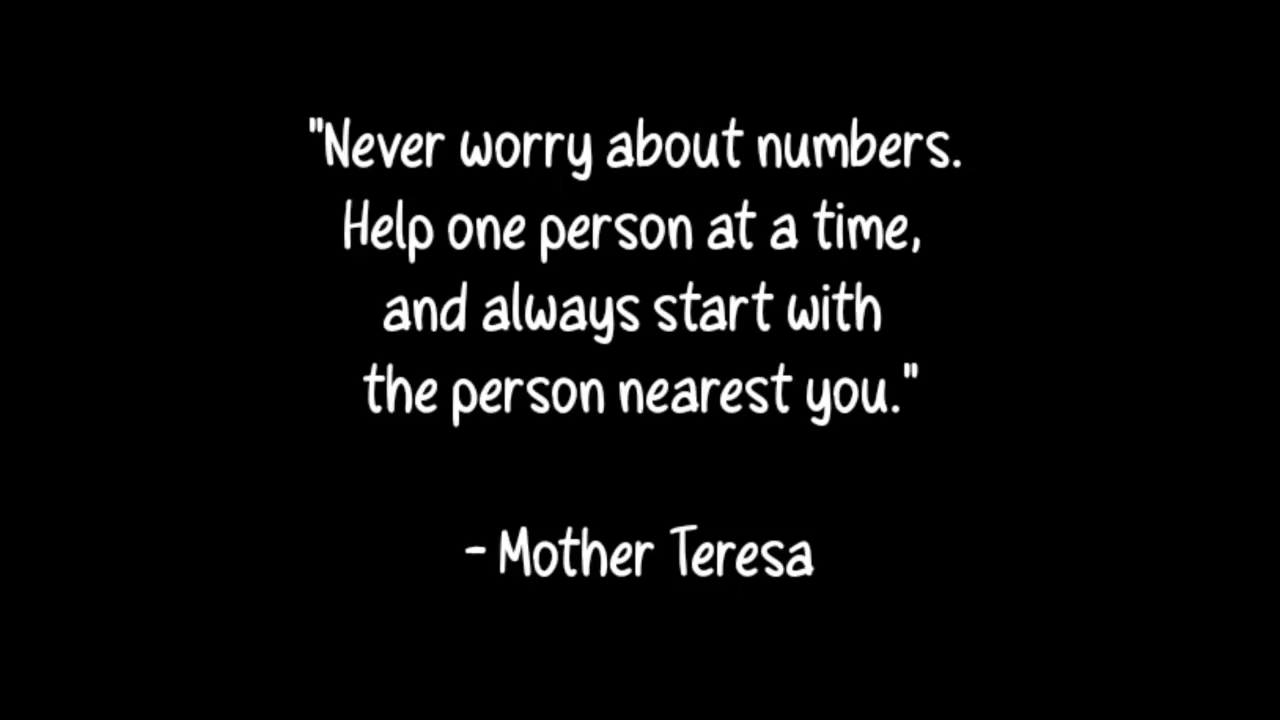 "Never worry about numbers.
Help one person at a time,
and always start with
the person nearest you."
- Mother Teresa